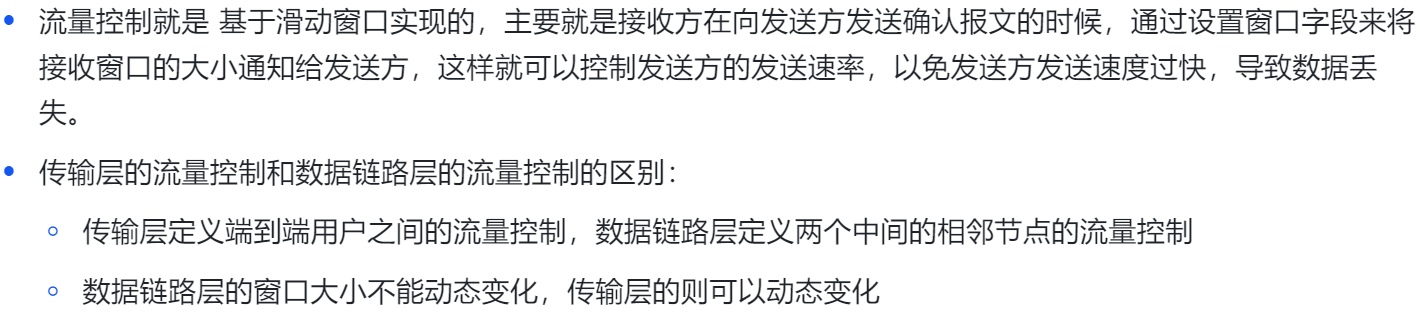 流量控制就是 基于滑动窗口实现的，主要就是接收方在向发送方发送确认报文的时候，通过设置窗口字段来将
接收窗口的大小通知给发送方，这样就可以控制发送方的发送速率，以免发送方发送速度过快，导致数据丢
失。
传输层的流量控制和数据链路层的流量控制的区别：
传输层定义端到端用户之间的流量控制，数据链路层定义两个中间的相邻节点的流量控制
数据链路层的窗口大小不能动态变化，传输层的则可以动态变化